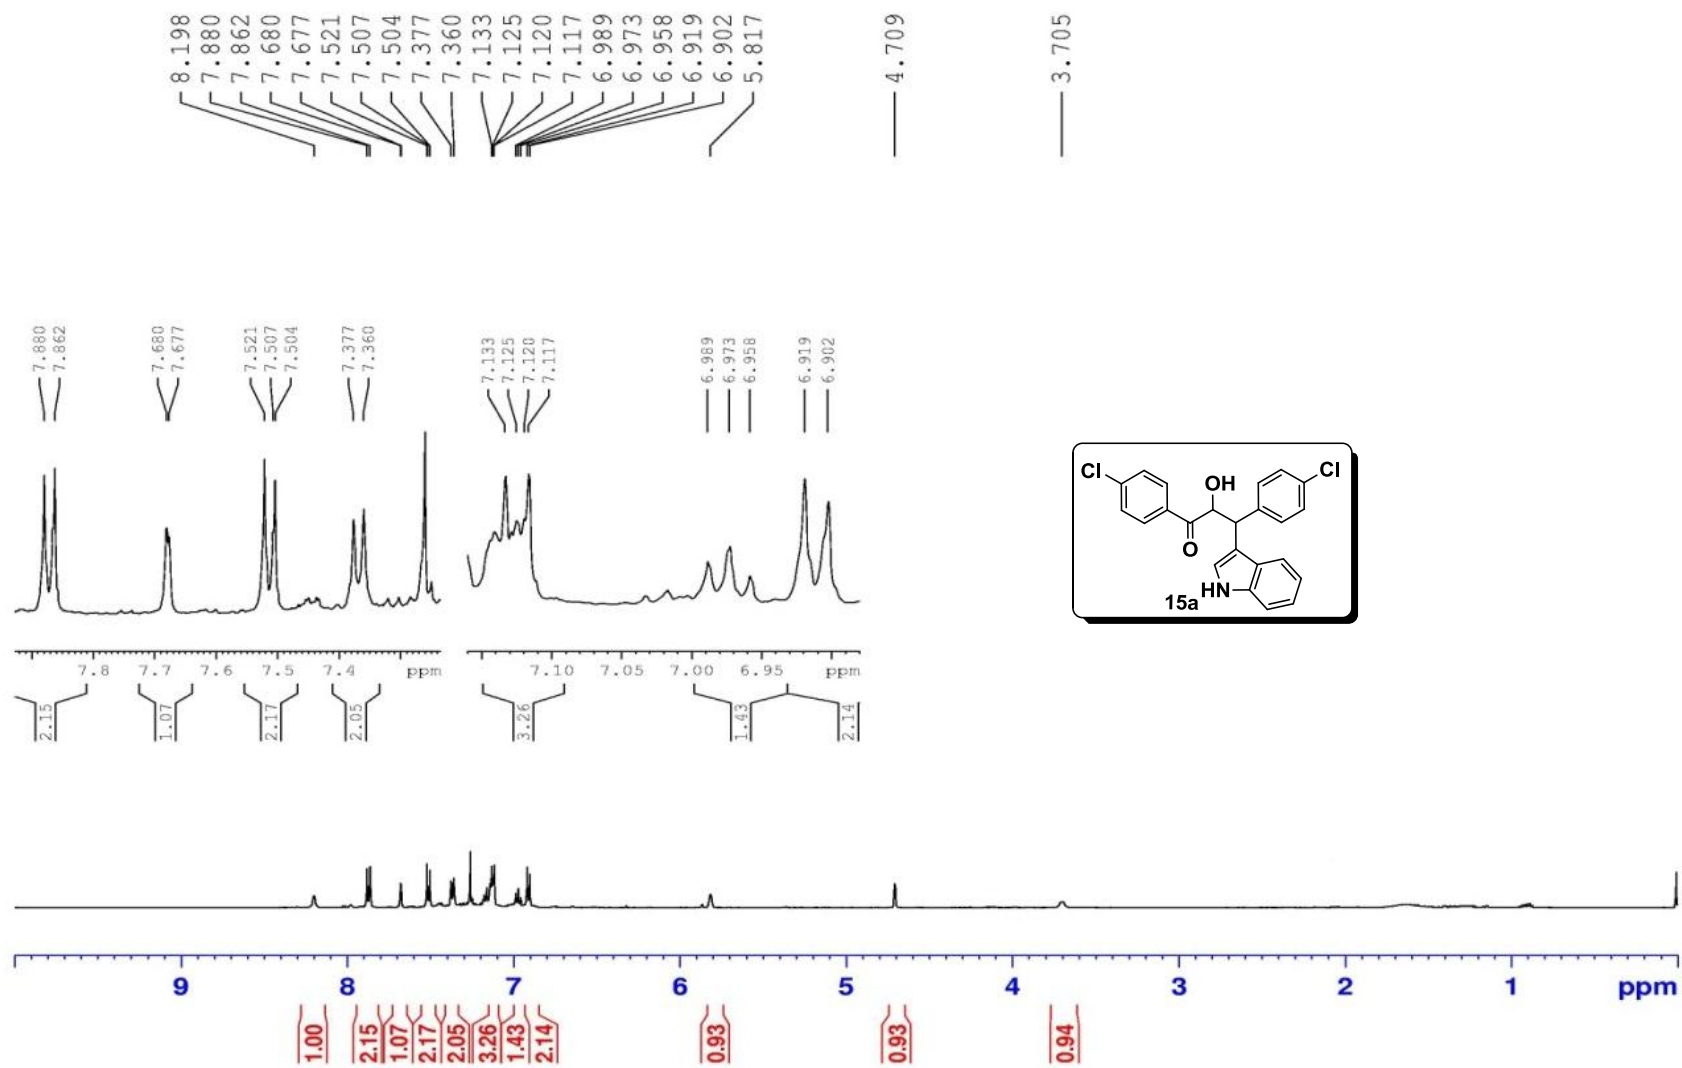 8.198 7.880 7.862 7.680 7.677 7.521 7.507 7.504 7.377 7.360 7.133 7.125 7.120 7.117 6.989 6.973 6.958 6.919 6.902 5.817 4.709 3.705
7.880 7.862 7.680 7.677 7.521 7.507 7.504 7.377 7.360 7.133 7.125 7.120 7.117 6.989 6.973 6.958 6.919 6.902
Cl OH Cl
O
HN
15a
7.8 7.7 7.6 7.5 7.4 ppm 7.10 7.05 7.00 6.95 ppm
2.15 1.07 2.17 2.05 3.26 1.43 2.14
9 8 7 6 5 4 3 2 1 ppm
1.00 2.15 1.07 2.17 2.05 3.26 1.43 2.14 0.93 0.93 0.94